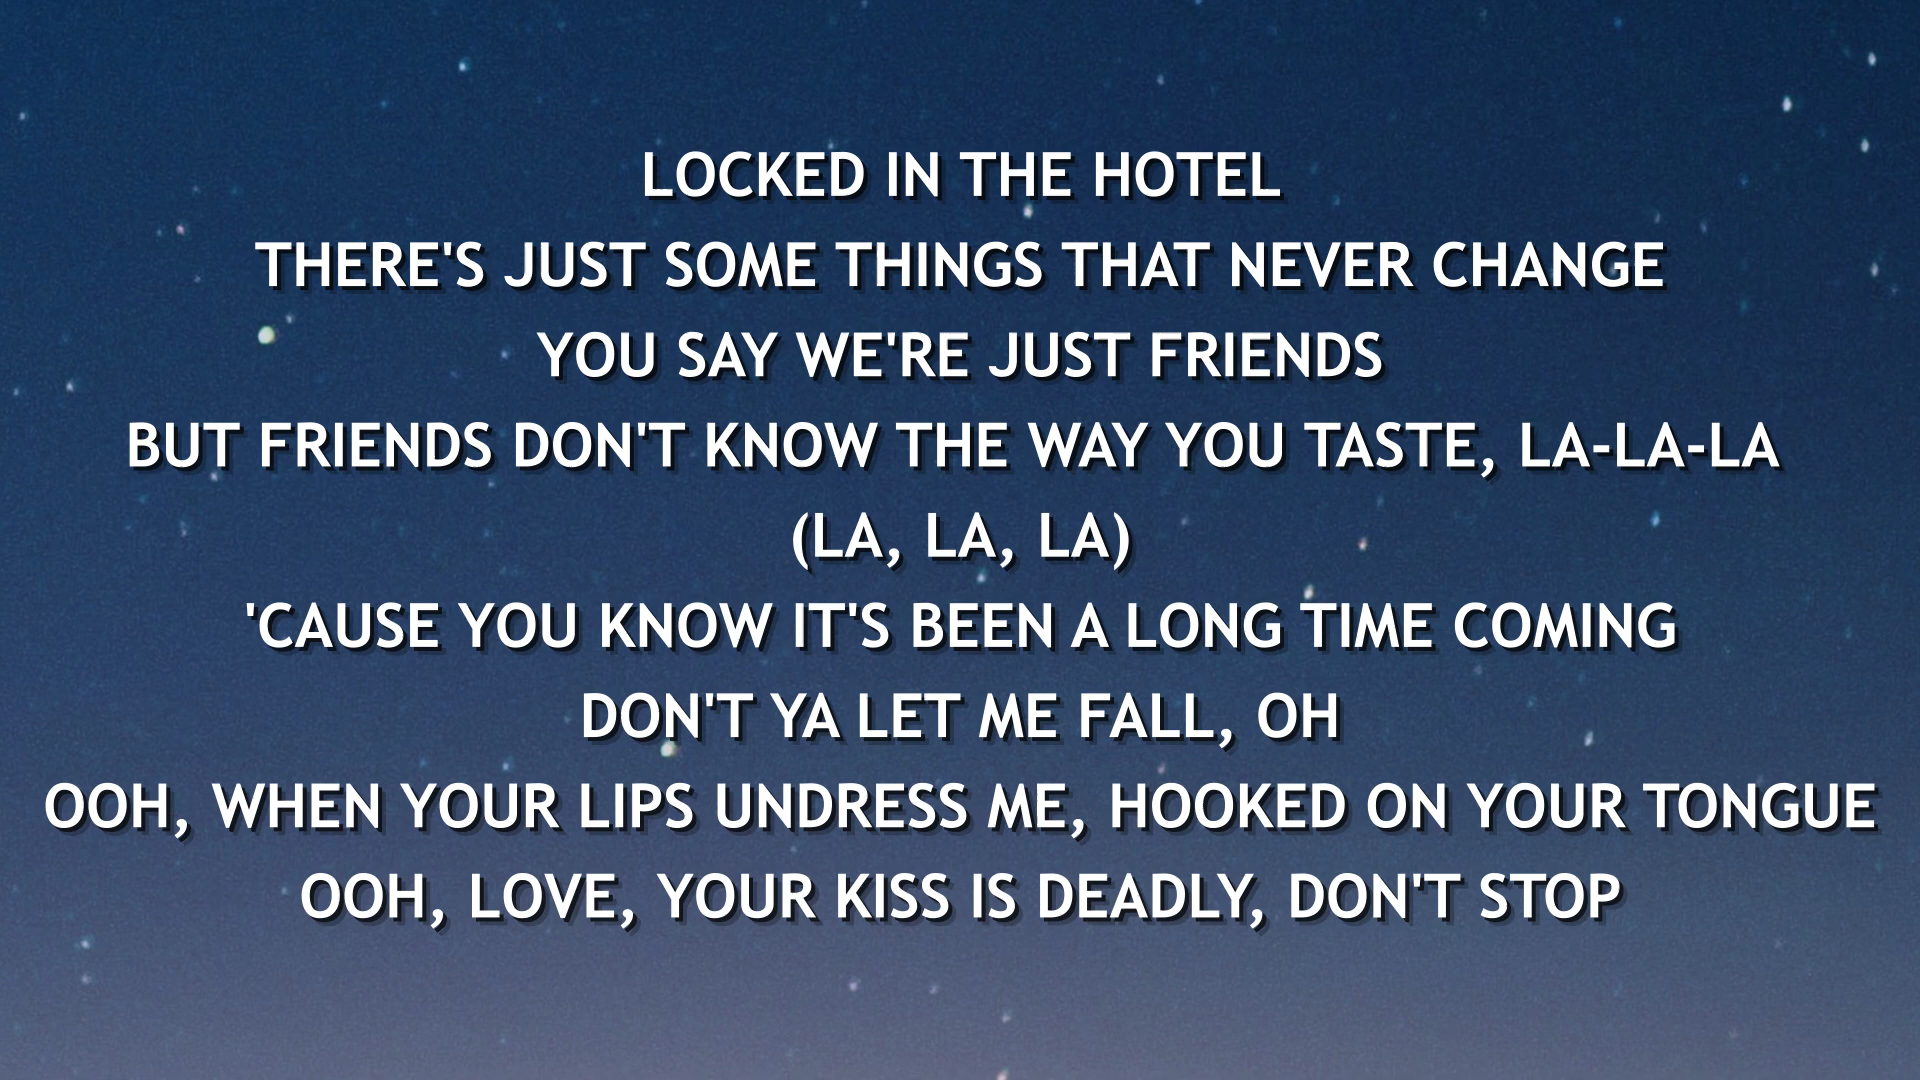 LOCKED IN THE HOTEL
THERE'S JUST SOME THINGS THAT NEVER CHANGE
YOU SAY WE'RE JUST FRIENDS
BUT FRIENDS DON'T KNOW THE WAY YOU TASTE, LA-LA-LA
(LA, LA, LA)
'CAUSE YOU KNOW IT'S BEEN A LONG TIME COMING
DON'T YA LET ME FALL, OH
OOH, WHEN YOUR LIPS UNDRESS ME, HOOKED ON YOUR TONGUE
OOH, LOVE, YOUR KISS IS DEADLY, DON'T STOP